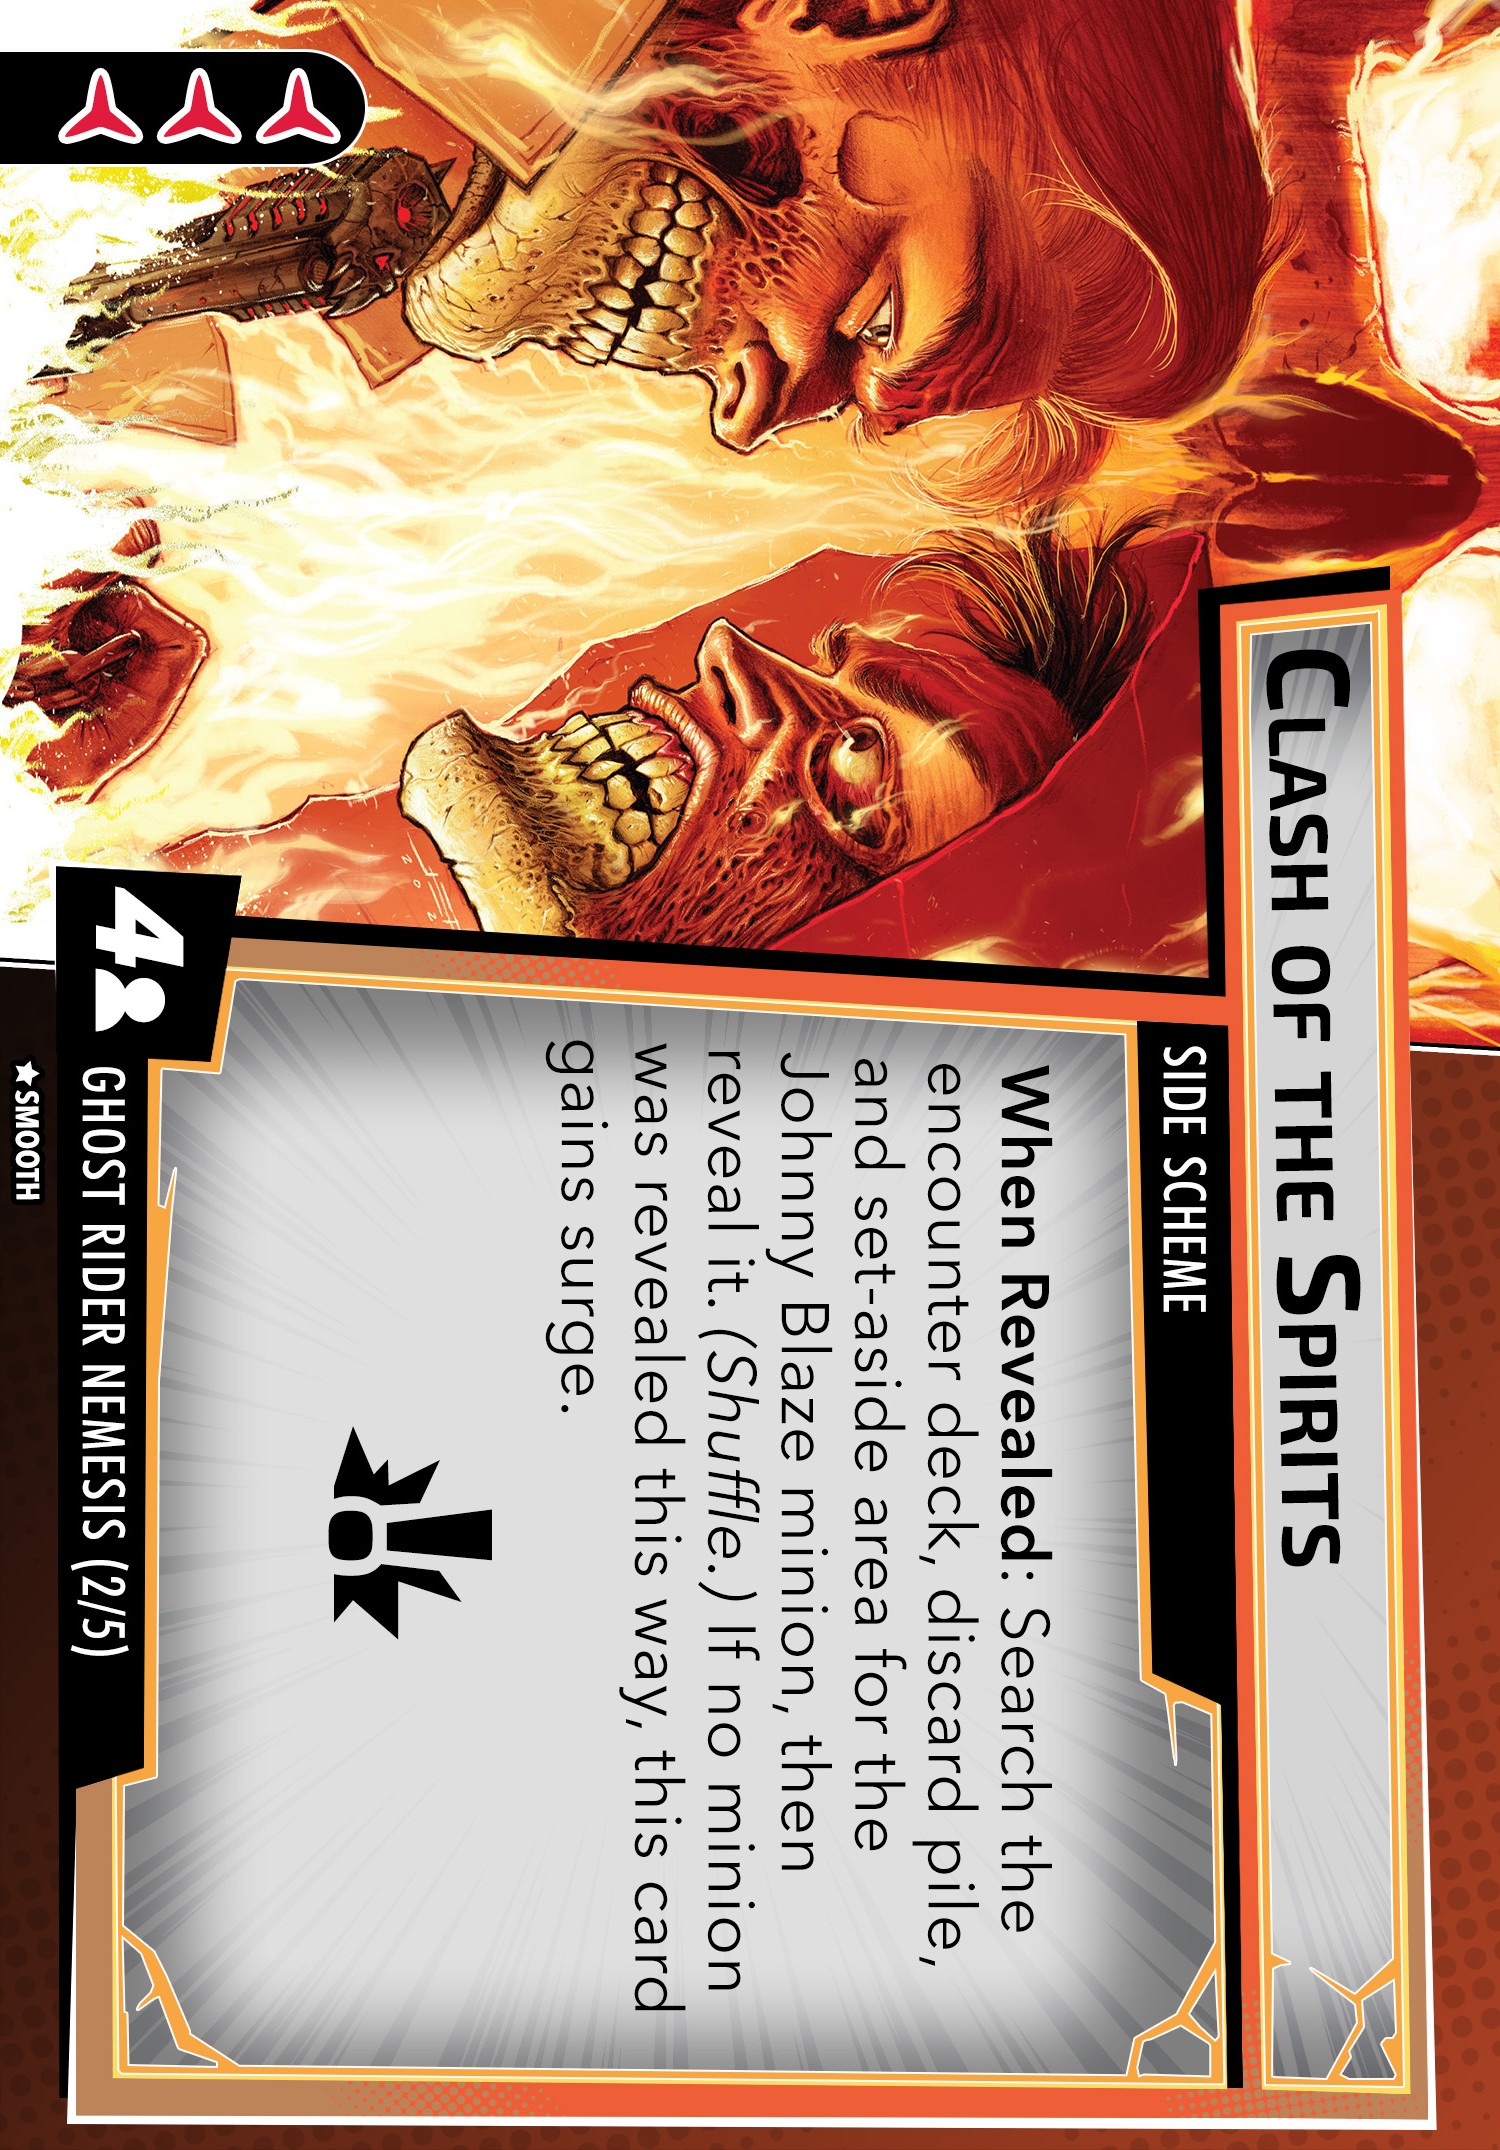 CLASH OF THE SPIRITS
SIDE SCHEME
When Revealed: Search the
encounter deck, discard pile,
and set-aside area for the
Johnny Blaze minion, then
reveal it. (Shuffle.) If no minion
was revealed this way, this card
gains surge.
4
GHOST RIDER NEMESIS (2/5)
SMOOTH